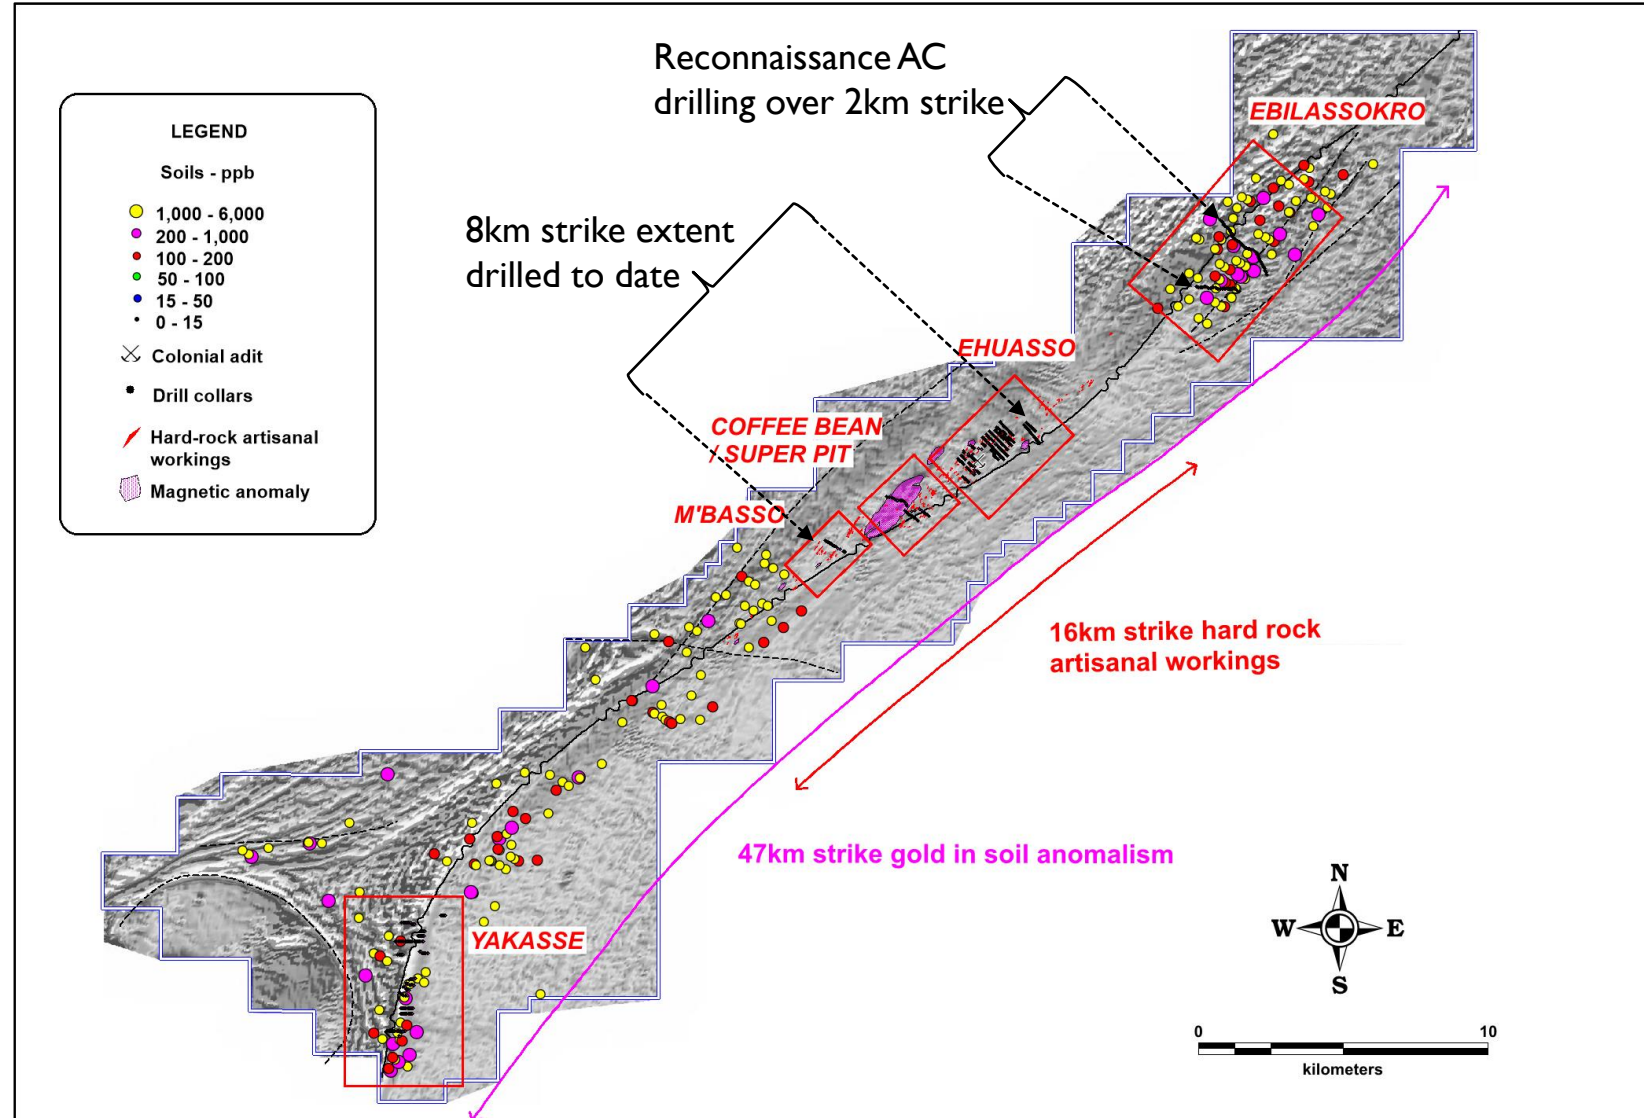 Reconnaissance AC
drilling over 2km strike
EBILASSOKRO
LEGEND
Soils - ppb
1,000 - 6,000
200 - 1,000
100 - 200
50 - 100
15 - 50
0 - 15
Colonial adit
Drill collars
Hard-rock artisanal
workings
Magnetic anomaly
8km strike extent
drilled to date
EHUASSO
COFFEE BEAN
/ SUPER PIT
M'BASSO
16km strike hard rock
artisanal workings
47km strike gold in soil anomalism
YAKASSE
N
W E
S
0 10
kilometers